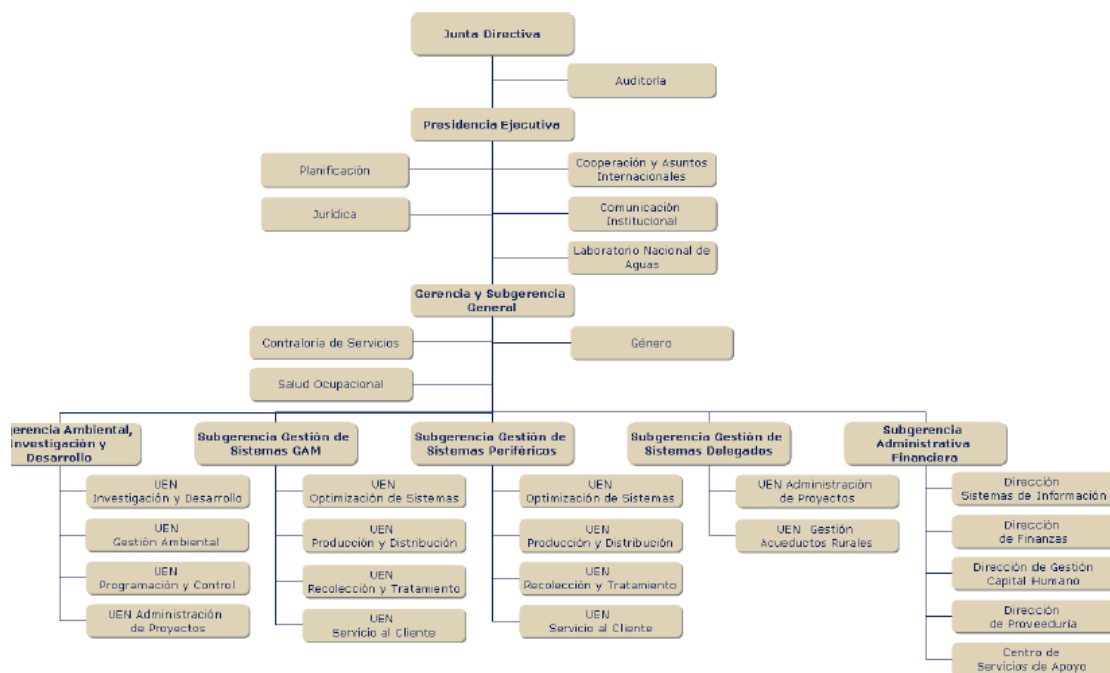 Junta Directiva
Auditoría
Presidencia Ejecutiva
Planificación
Cooperación y Asuntos
Internacionales
Jurídica
Comunicación
Institucional
Laboratorio Nacional de
Aguas
Gerencia y Subgerencia
General
Contraloría de Servicios
Género
Salud Ocupacional
gerencia Ambiental,
Investigación y
Desarrollo
Subgerencia Gestión de
Sistemas GAM
Subgerencia Gestión de
Sistemas Periféricos
Subgerencia Gestión de
Sistemas Delegados
Subgerencia
Administrativa
Financiera
UEN
Investigación y Desarrollo
UEN
Gestión Ambiental
UEN
Programación y Control
UEN Administración
de Proyectos
UEN
Optimización de Sistemas
UEN
Producción y Distribución
UEN
Recolección y Tratamiento
UEN
Servicio al Cliente
UEN
Optimización de Sistemas
UEN
Producción y Distribución
UEN
Recolección y Tratamiento
UEN
Servicio al Cliente
UEN Administración
de Proyectos
UEN Gestión
Acueductos Rurales
Dirección
Sistemas de Información
Dirección
de Finanzas
Dirección de Gestión
Capital Humano
Dirección
de Proveeduría
Centro de
Servicios de Apoyo